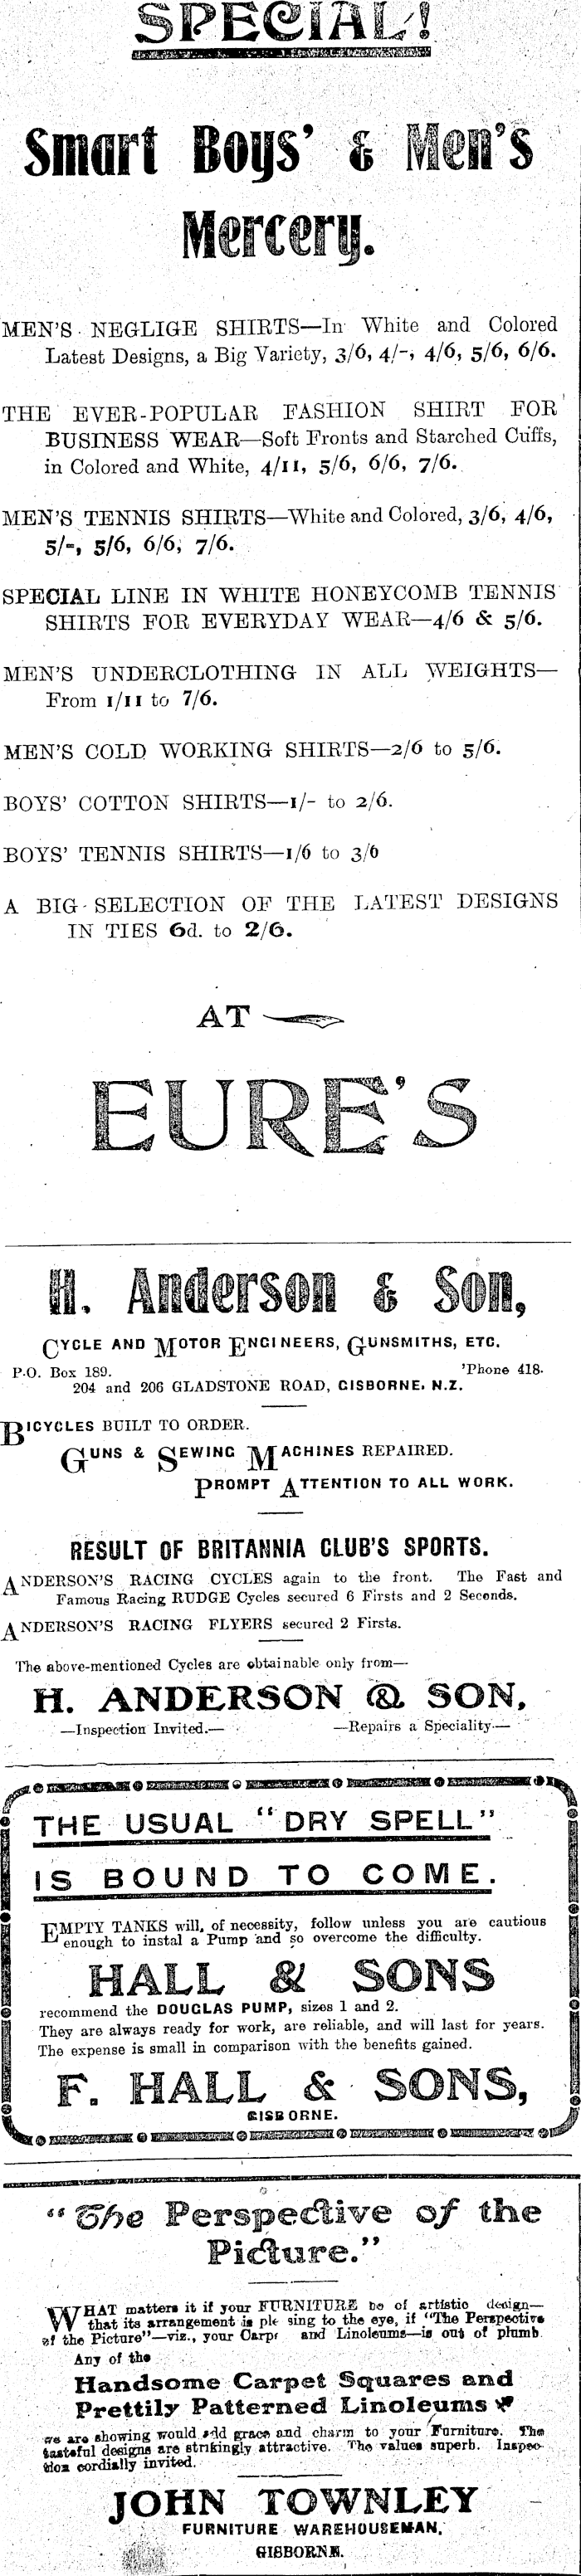 SPECIAL!
Smart Boys' & Men's
Mercery.
MEN'S NEGLIGE SHIRTS—In White and Colored
Latest Designs, a Big Variety, 3/6, 4/-, 4/6, 5/6, 6/6.
THE EVER-POPULAR FASHION SHIRT FOR
BUSINESS WEAR—Soft Fronts and Starched Cuffs,
in Colored and White, 4/11, 5/6, 6/6, 7/6.
MEN'S TENNIS SHIRTS—White and Colored, 3/6, 4/6,
5/-, 5/6, 6/6, 7/6.
SPECIAL LINE IN WHITE HONEYCOMB TENNIS
SHIRTS FOR EVERYDAY WEAR—4/6 & 5/6.
MEN'S UNDERCLOTHING IN ALL WEIGHTS—
From 1/11 to 7/6.
MEN'S COLD WORKING SHIRTS—2/6 to 5/6.
BOYS' COTTON SHIRTS—1/- to 2/6.
BOYS' TENNIS SHIRTS—1/6 to 3/6
A BIG SELECTION OF THE LATEST DESIGNS
IN TIES 6d. to 2/6.
AT
EURE'S
H. Anderson & Son,
CYCLE AND MOTOR ENGINEERS, GUNSMITHS, ETC.
P.O. Box 189. 'Phone 418.
204 and 206 GLADSTONE ROAD, GISBORNE. N.Z.
BICYCLES BUILT TO ORDER.
GUNS & SEWING MACHINES REPAIRED.
PROMPT ATTENTION TO ALL WORK.
RESULT OF BRITANNIA CLUB'S SPORTS.
ANDERSON'S RACING CYCLES again to the front. The Fast and
Famous Racing RUDGE Cycles secured 6 Firsts and 2 Seconds.
ANDERSON'S RACING FLYERS secured 2 Firsts.
The above-mentioned Cycles are obtainable only from—
H. ANDERSON & SON,
—Inspection Invited.— —Repairs a Speciality—
THE USUAL "DRY SPELL"
IS BOUND TO COME.
EMPTY TANKS will, of necessity, follow unless you are cautious
enough to instal a Pump and so overcome the difficulty.
HALL & SONS
recommend the DOUGLAS PUMP, sizes 1 and 2.
They are always ready for work, are reliable, and will last for years.
The expense is small in comparison with the benefits gained.
F. HALL & SONS,
GISBORNE.
"The Perspective of the
Picture."
WHAT matters it if your FURNITURE be of artistic design—
that its arrangement is ple sing to the eye, if "The Perspective
of the Picture"—viz., your Carpe and Linoleums—is out of plumb.
Any of the
Handsome Carpet Squares and
Prettily Patterned Linoleums
we are showing would add grace and charm to your Furniture. The
tasteful designs are strikingly attractive. The values superb. Inspec-
tion cordially invited.
JOHN TOWNLEY
FURNITURE WAREHOUSEMAN,
GISBORNE.